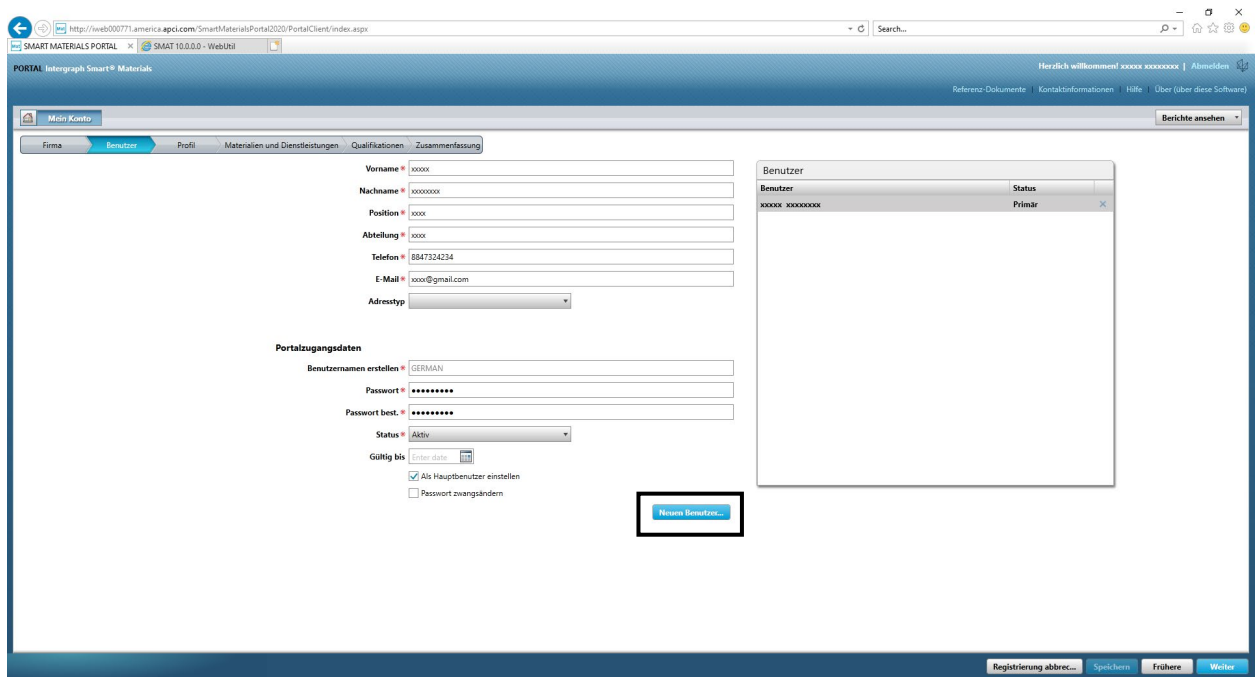 http://iweb000771.america.apci.com/SmartMaterialsPortal2020/PortalClient/index.aspx
Search...
SMART MATERIALS PORTAL
SMAT 10.0.0.0 - WebUtil
PORTAL Intergraph Smart® Materials
Herzlich willkommen! xxxxx xxxxxxxx | Abmelden
Referenz-Dokumente | Kontaktinformationen | Hilfe | Über (über diese Software)
Mein Konto
Berichte ansehen
Firma
Benutzer
Profil
Materialien und Dienstleistungen
Qualifikationen
Zusammenfassung
Vorname * xxxxx
Nachname * xxxxxxxx
Position * xxxx
Abteilung * xxxx
Telefon * 8847324234
E-Mail * xxxx@gmail.com
Adresstyp
Portalzugangsdaten
Benutzernamen erstellen * GERMAN
Passwort * •••••••••
Passwort best. * •••••••••
Status * Aktiv
Gültig bis Enter date
Als Hauptbenutzer einstellen
Passwort zwangsändern
Neuen Benutzer...
Benutzer
Benutzer Status
xxxxx xxxxxxxx Primär
Registrierung abbrec...
Speichern
Frühere
Weiter